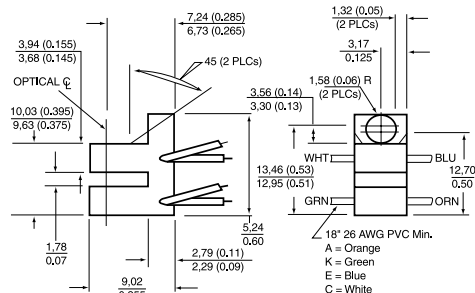 7,24 (0.285)
6,73 (0.265)
1,32 (0.05)
(2 PLCs)
3,94 (0.155)
3,68 (0.145)
45 (2 PLCs)
3,17
0.125
OPTICAL ℄
1,58 (0.06) R
(2 PLCs)
3,56 (0.14)
3,30 (0.13)
10,03 (0.395)
9,63 (0.375)
WHT
BLU
13,46 (0.53)
12,95 (0.51)
12,70
0.50
GRN
ORN
1,78
0.07
5,24
0.60
18" 26 AWG PVC Min.
A = Orange
K = Green
E = Blue
C = White
2,79 (0.11)
2,29 (0.09)
9,02